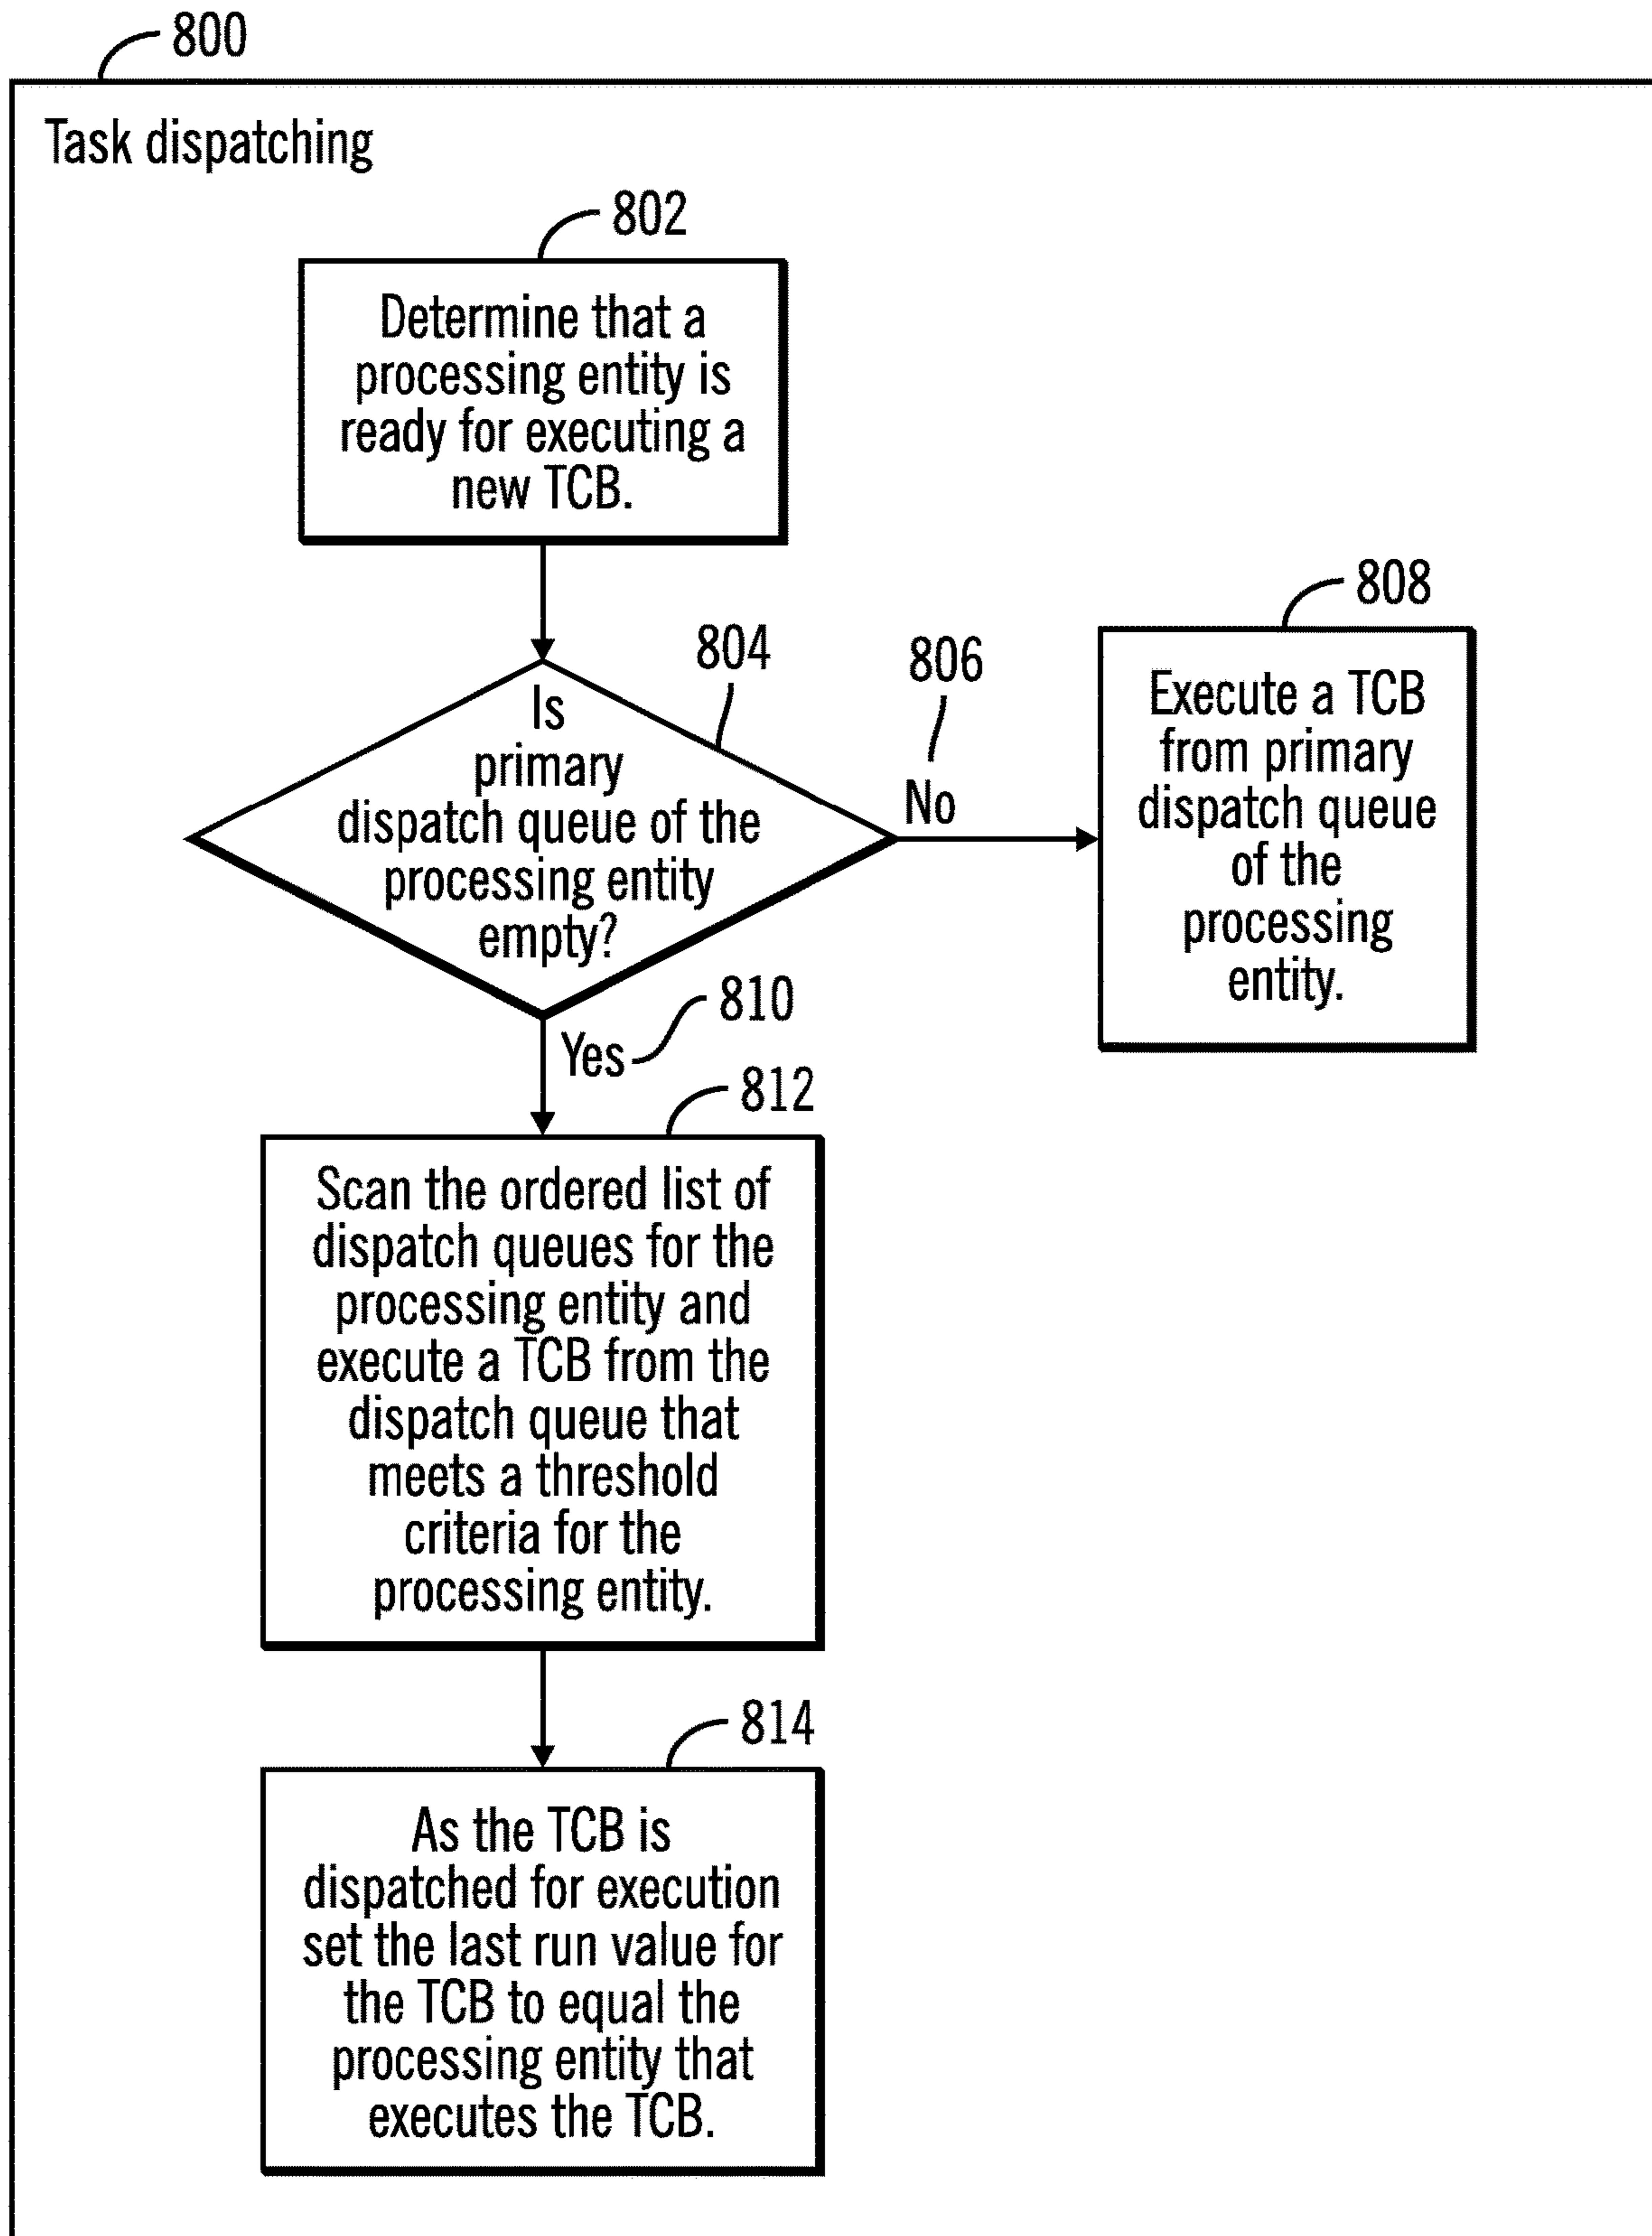 800
Task dispatching
802
Determine that a
processing entity is
ready for executing a
new TCB.
804
Is
primary
dispatch queue of the
processing entity
empty?
806
No
808
Execute a TCB
from primary
dispatch queue
of the
processing
entity.
810
Yes
812
Scan the ordered list of
dispatch queues for the
processing entity and
execute a TCB from the
dispatch queue that
meets a threshold
criteria for the
processing entity.
814
As the TCB is
dispatched for execution
set the last run value for
the TCB to equal the
processing entity that
executes the TCB.